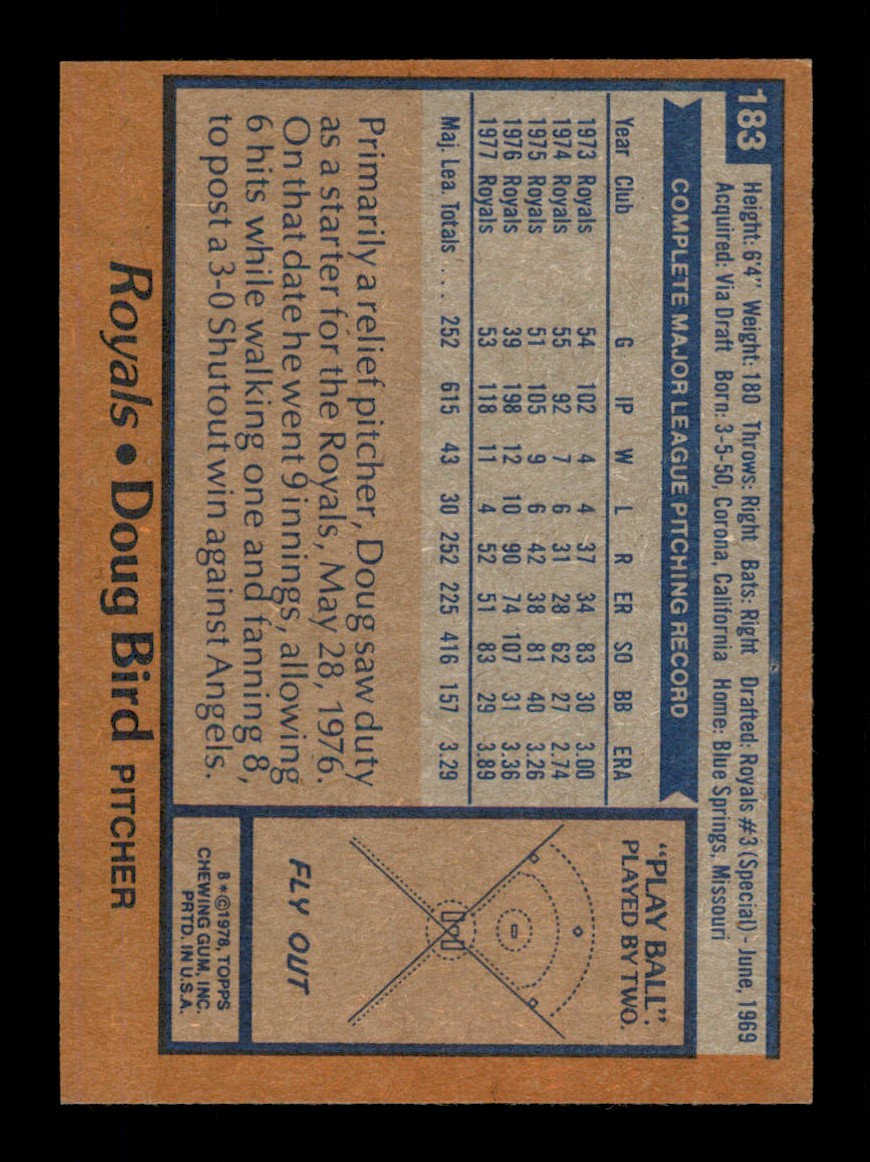 183
Height: 6'4" Weight: 180 Throws: Right Bats: Right Drafted: Royals #3 (Special) - June, 1969
Acquired: Via Draft Born: 3-5-50, Corona, California Home: Blue Springs, Missouri
COMPLETE MAJOR LEAGUE PITCHING RECORD
Year Club G IP W L R ER SO BB ERA
1973 Royals 54 102 4 4 37 34 83 30 3.00
1974 Royals 55 92 7 6 31 28 62 27 2.74
1975 Royals 51 105 9 6 42 38 81 40 3.26
1976 Royals 39 198 12 10 90 74 107 31 3.36
1977 Royals 53 118 11 4 52 51 83 29 3.89
Maj. Lea. Totals . . . 252 615 43 30 252 225 416 157 3.29
Primarily a relief pitcher, Doug saw duty
as a starter for the Royals, May 28, 1976.
On that date he went 9 innings, allowing
6 hits while walking one and fanning 8,
to post a 3-0 Shutout win against Angels.
"PLAY BALL":
PLAYED BY TWO.
FLY OUT
B*©1978, TOPPS
CHEWING GUM, INC.
PRTD. IN U.S.A.
Royals • Doug Bird PITCHER